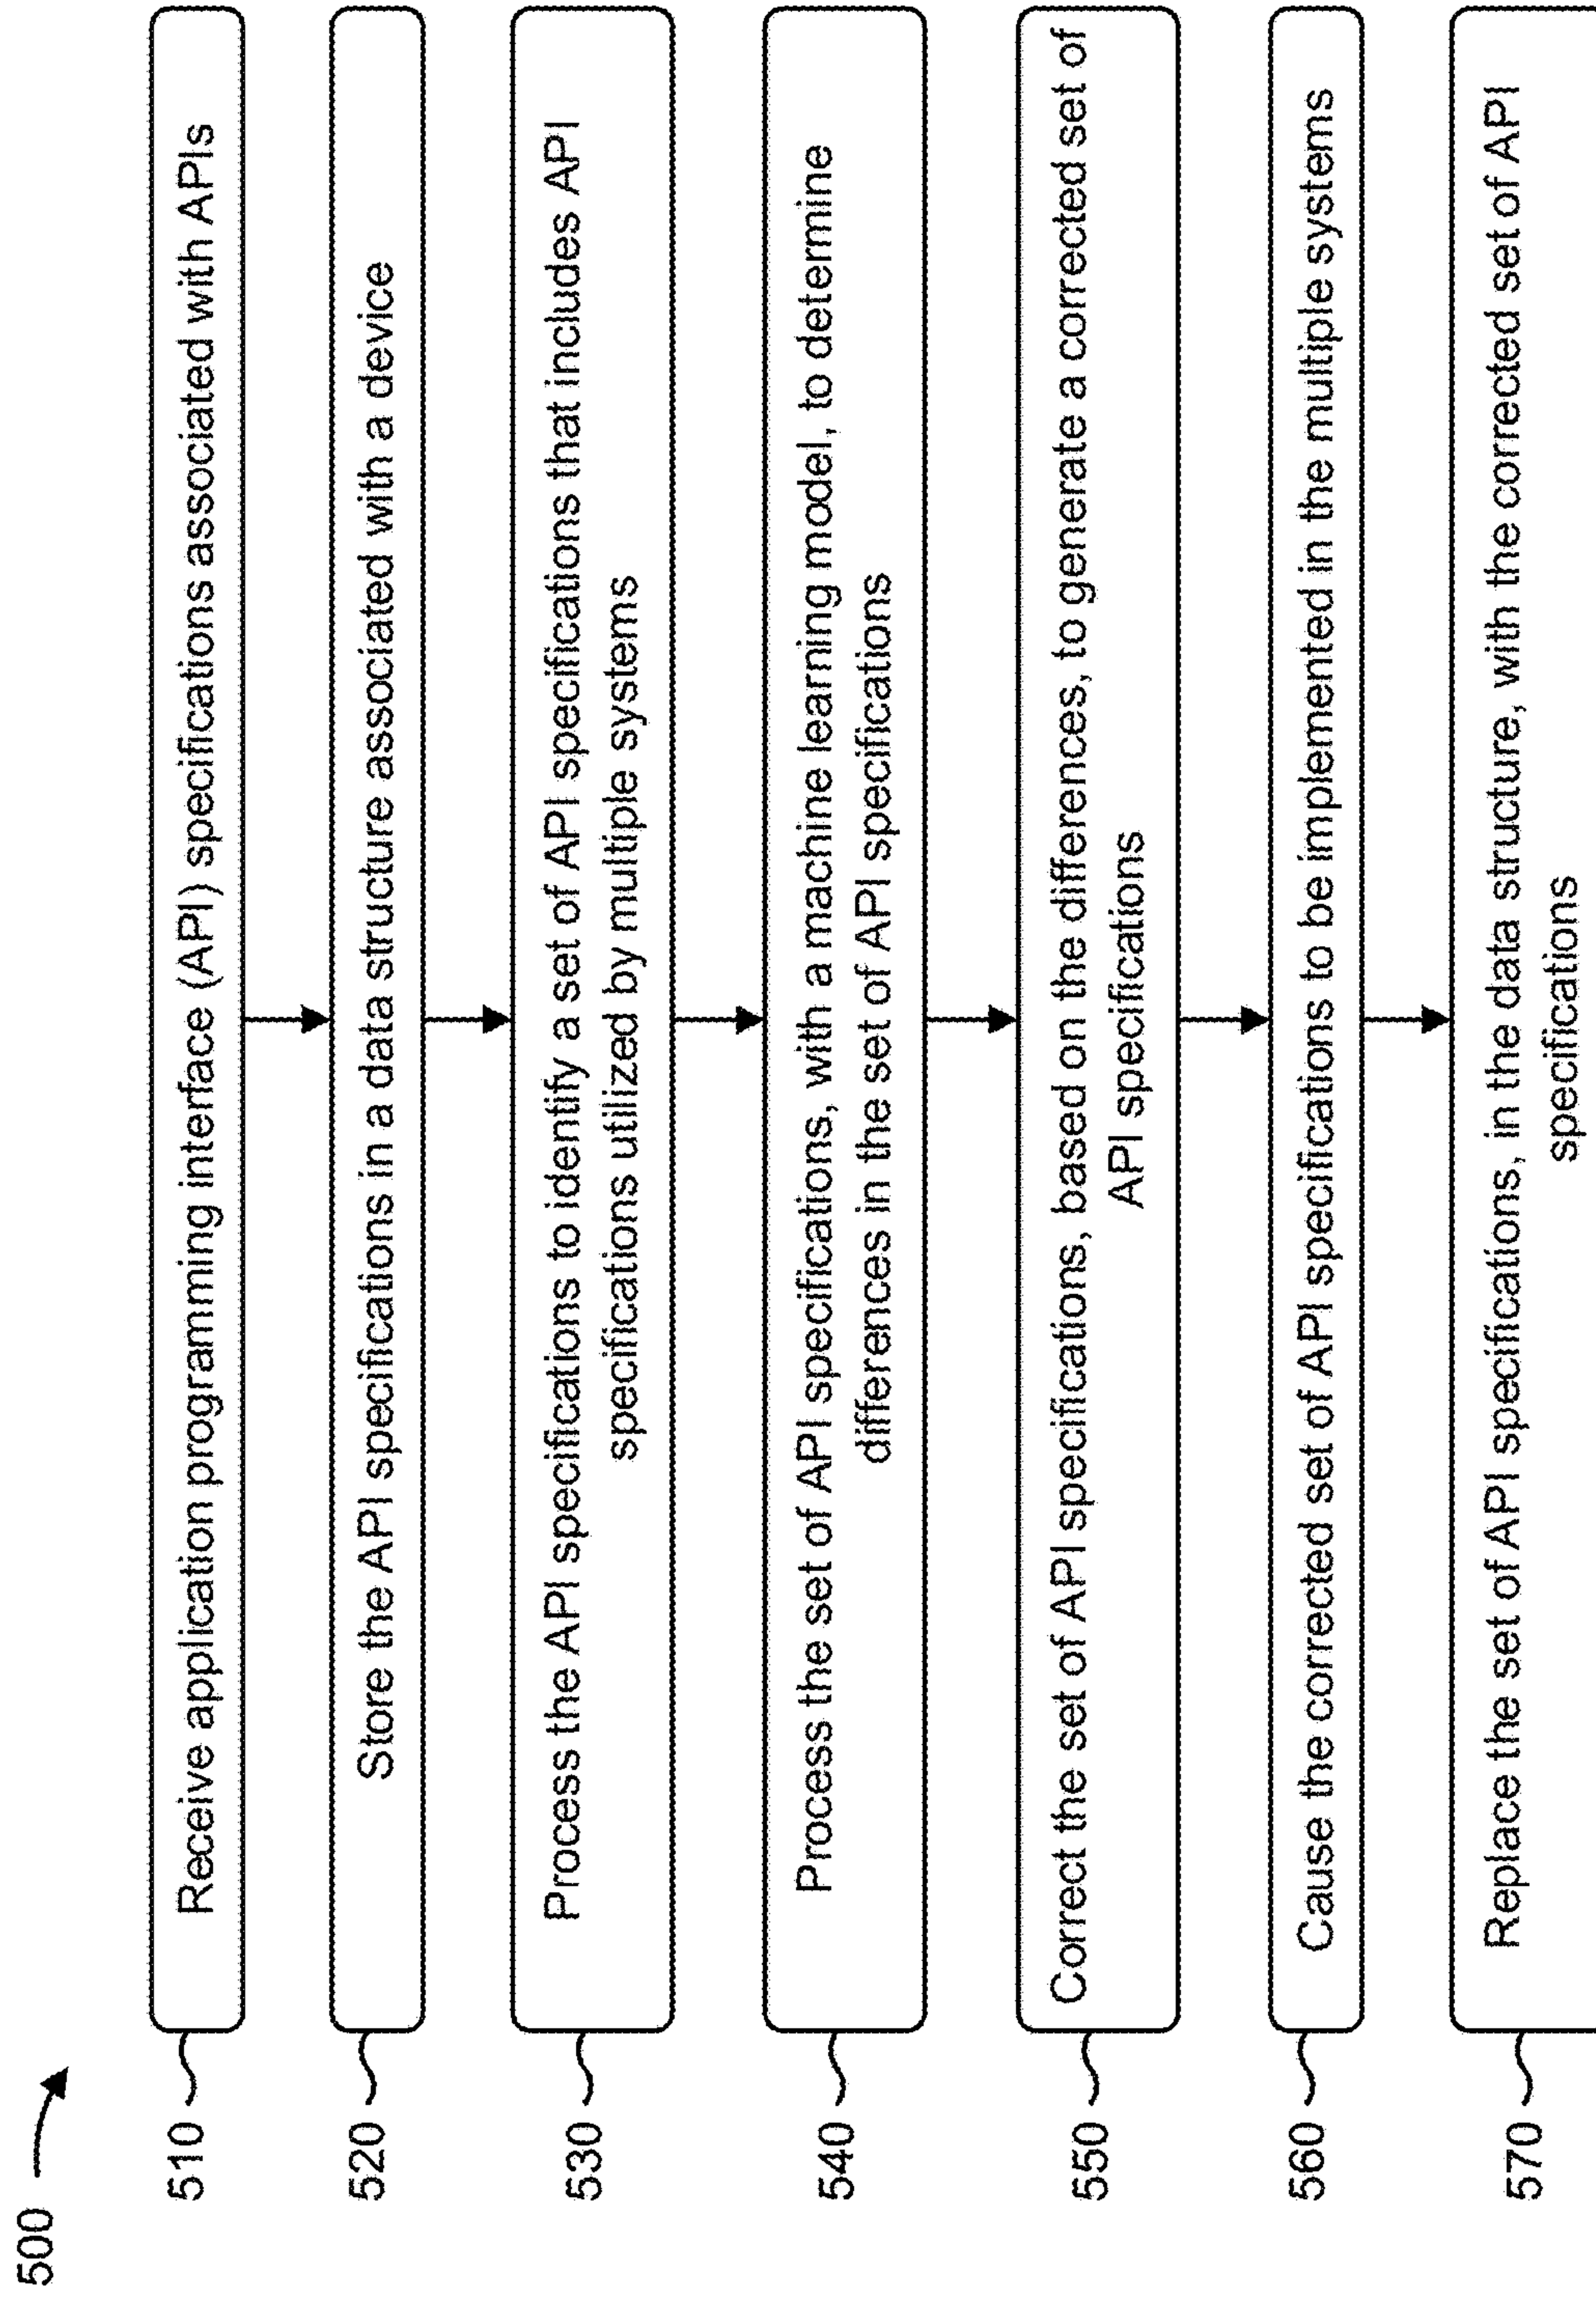 500
510
Receive application programming interface (API) specifications associated with APIs
520
Store the API specifications in a data structure associated with a device
530
Process the API specifications to identify a set of API specifications that includes API
specifications utilized by multiple systems
540
Process the set of API specifications, with a machine learning model, to determine
differences in the set of API specifications
550
Correct the set of API specifications, based on the differences, to generate a corrected set of
API specifications
560
Cause the corrected set of API specifications to be implemented in the multiple systems
570
Replace the set of API specifications, in the data structure, with the corrected set of API
specifications